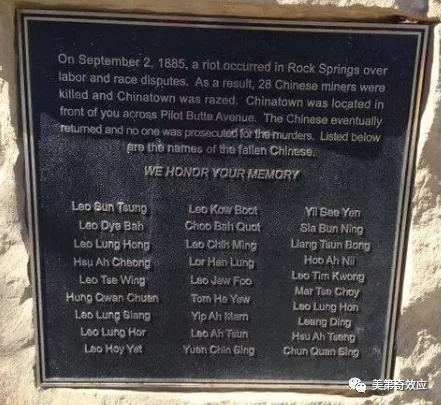 On September 2, 1885, a riot occurred in Rock Springs over
labor and race disputes. As a result, 28 Chinese miners were
killed and Chinatown was razed. Chinatown was located in
front of you across Pilot Butte Avenue. The Chinese eventually
returned and no one was prosecuted for the murders. Listed below
are the names of the fallen Chinese.
WE HONOR YOUR MEMORY
Leo Sun Tsung
Leo Dye Bah
Leo Lung Hong
Hsu Ah Cheong
Leo Tse Wing
Hung Qwan Chuen
Leo Lung Siang
Leo Lung Hor
Leo Hoy Yat
Leo Kow Boot
Choo Bah Quot
Leo Chih Ming
Lor Han Lung
Leo Jew Foo
Tom He Yew
Yip Ah Marn
Leo Ah Tsun
Yuen Chin Sing
Yii See Yen
Sia Bun Ning
Liang Tsun Bong
Hoo Ah Nii
Leo Tim Kwong
Mar Tse Choy
Leo Lung Hon
Leang Ding
Hsu Ah Tseng
Chun Quan Sing
美第奇效应